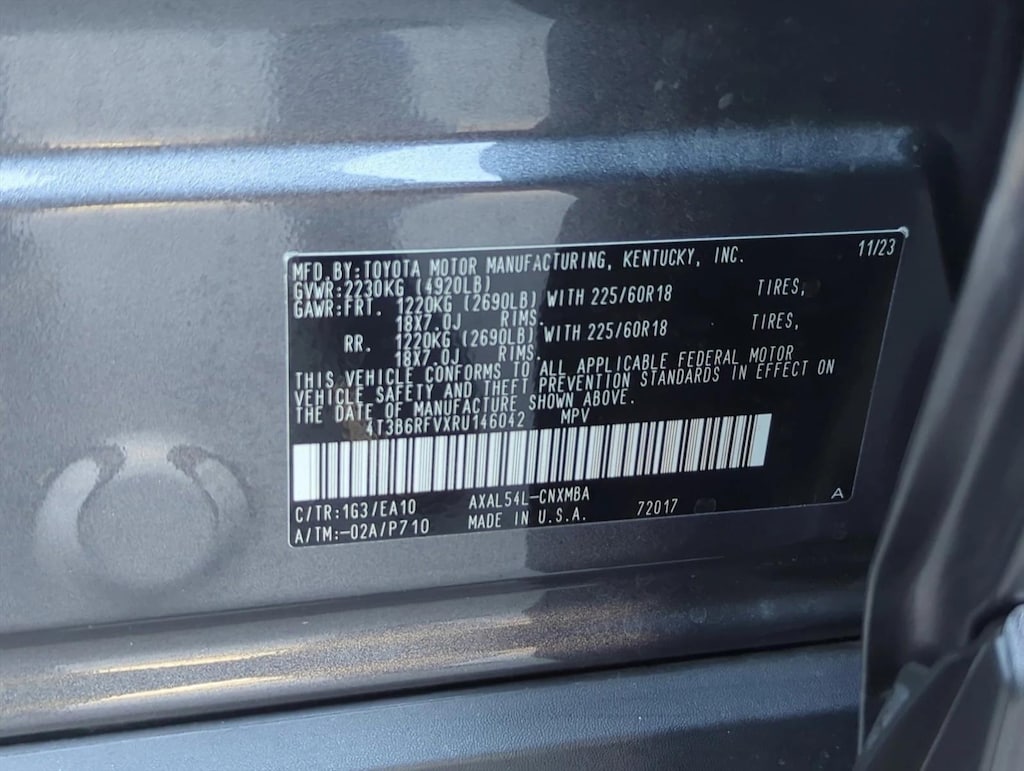 MFD.BY:TOYOTA MOTOR MANUFACTURING, KENTUCKY, INC. 11/23
GVWR:2230KG (4920LB)
GAWR:FRT. 1220KG (2690LB) WITH 225/60R18 TIRES,
18X7.0J RIMS.
RR. 1220KG (2690LB) WITH 225/60R18 TIRES,
18X7.0J RIMS.
THIS VEHICLE CONFORMS TO ALL APPLICABLE FEDERAL MOTOR
VEHICLE SAFETY AND THEFT PREVENTION STANDARDS IN EFFECT ON
THE DATE OF MANUFACTURE SHOWN ABOVE.
4T3B6RFVXRU146042 MPV
C/TR:1G3/EA10 AXAL54L-CNXMBA
A/TM:-02A/P710 MADE IN U.S.A. 72017 A